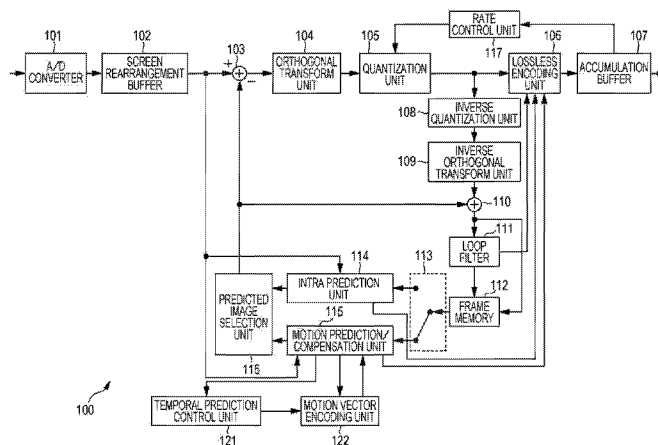 RATE CONTROL UNIT
117
101
A/D CONVERTER
102
SCREEN
REARRANGEMENT
BUFFER
103
+
−
104
ORTHOGONAL
TRANSFORM
UNIT
105
QUANTIZATION
UNIT
106
LOSSLESS
ENCODING
UNIT
107
ACCUMULATION
BUFFER
108
INVERSE
QUANTIZATION UNIT
109
INVERSE
ORTHOGONAL
TRANSFORM UNIT
110
111
LOOP
FILTER
112
FRAME
MEMORY
113
114
INTRA PREDICTION
UNIT
115
MOTION PREDICTION/
COMPENSATION UNIT
PREDICTED
IMAGE
SELECTION
UNIT
116
100
TEMPORAL PREDICTION
CONTROL UNIT
121
MOTION VECTOR
ENCODING UNIT
122